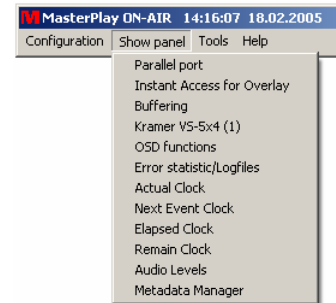 MasterPlay ON-AIR 14:16:07 18.02.2005
Configuration Show panel Tools Help
Parallel port
Instant Access for Overlay
Buffering
Kramer VS-5x4 (1)
OSD functions
Error statistic/Logfiles
Actual Clock
Next Event Clock
Elapsed Clock
Remain Clock
Audio Levels
Metadata Manager